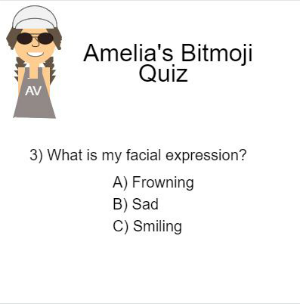 Amelia's Bitmoji
Quiz
AV
3) What is my facial expression?
A) Frowning
B) Sad
C) Smiling